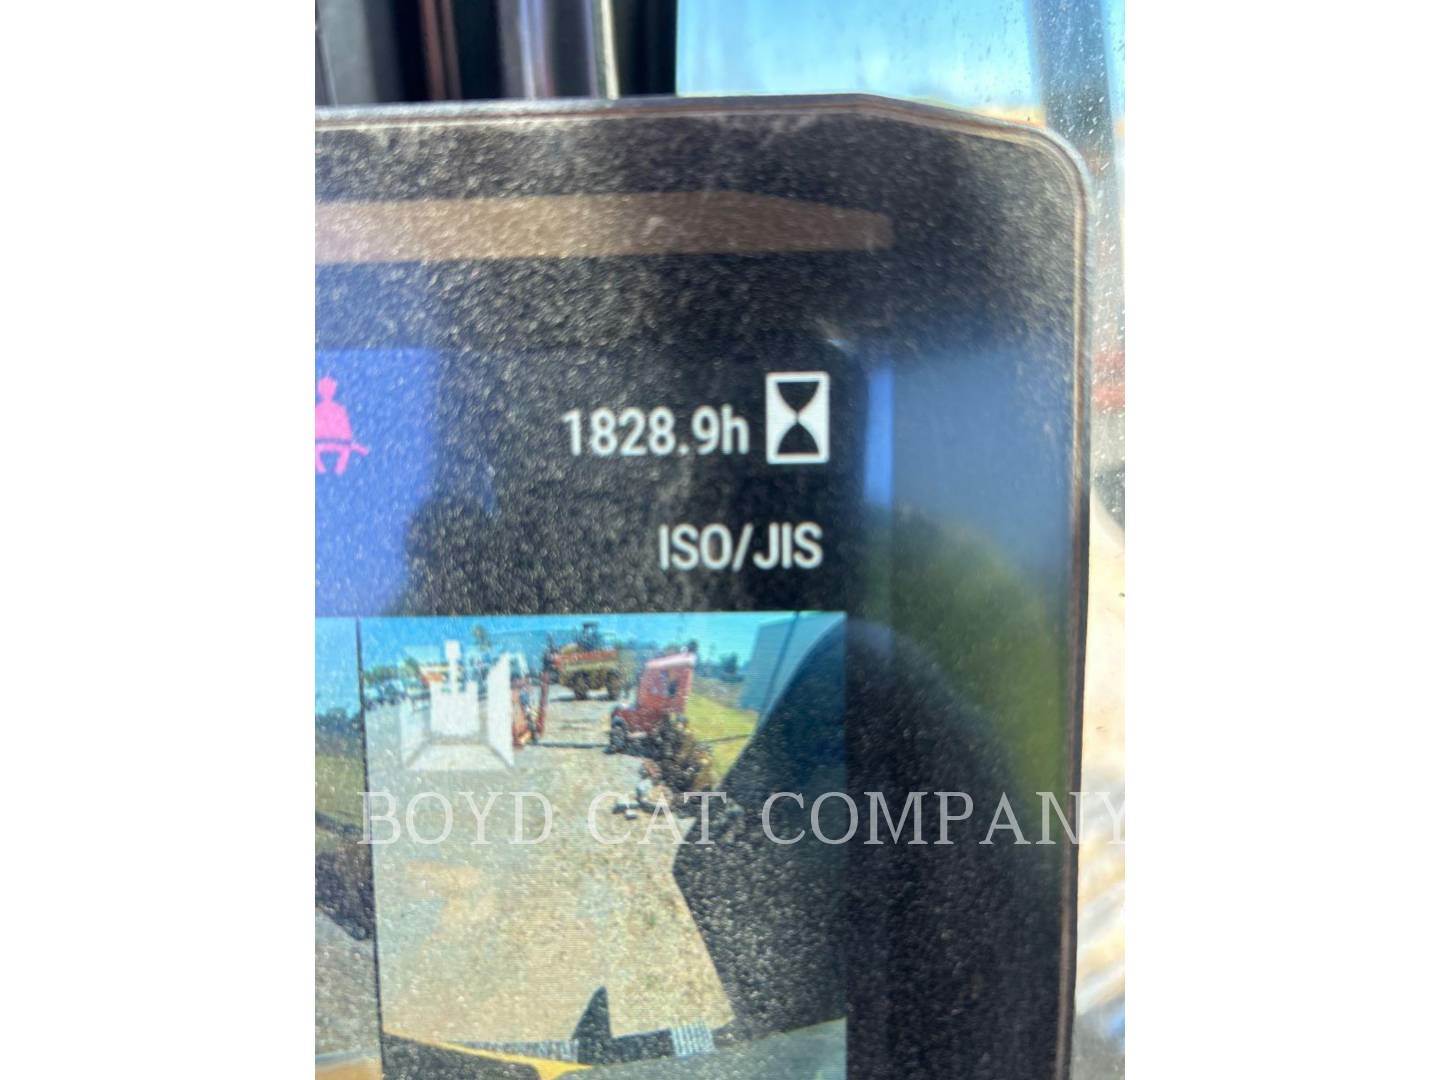 1828.9h
ISO/JIS
BOYD CAT COMPANY